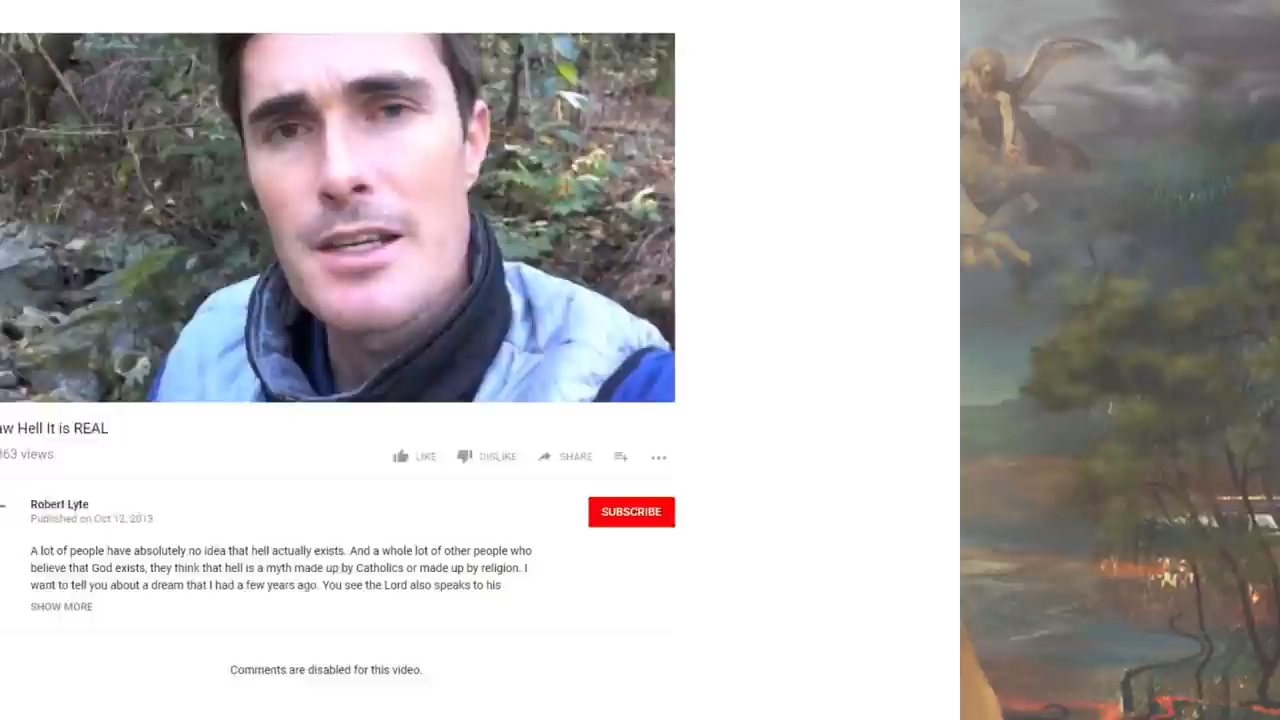 aw Hell It is REAL
363 views
LIKE DISLIKE SHARE
Robert Lyte
SUBSCRIBE
Published on Oct 12, 2013
A lot of people have absolutely no idea that hell actually exists. And a whole lot of other people who
believe that God exists, they think that hell is a myth made up by Catholics or made up by religion. I
want to tell you about a dream that I had a few years ago. You see the Lord also speaks to his
SHOW MORE
Comments are disabled for this video.